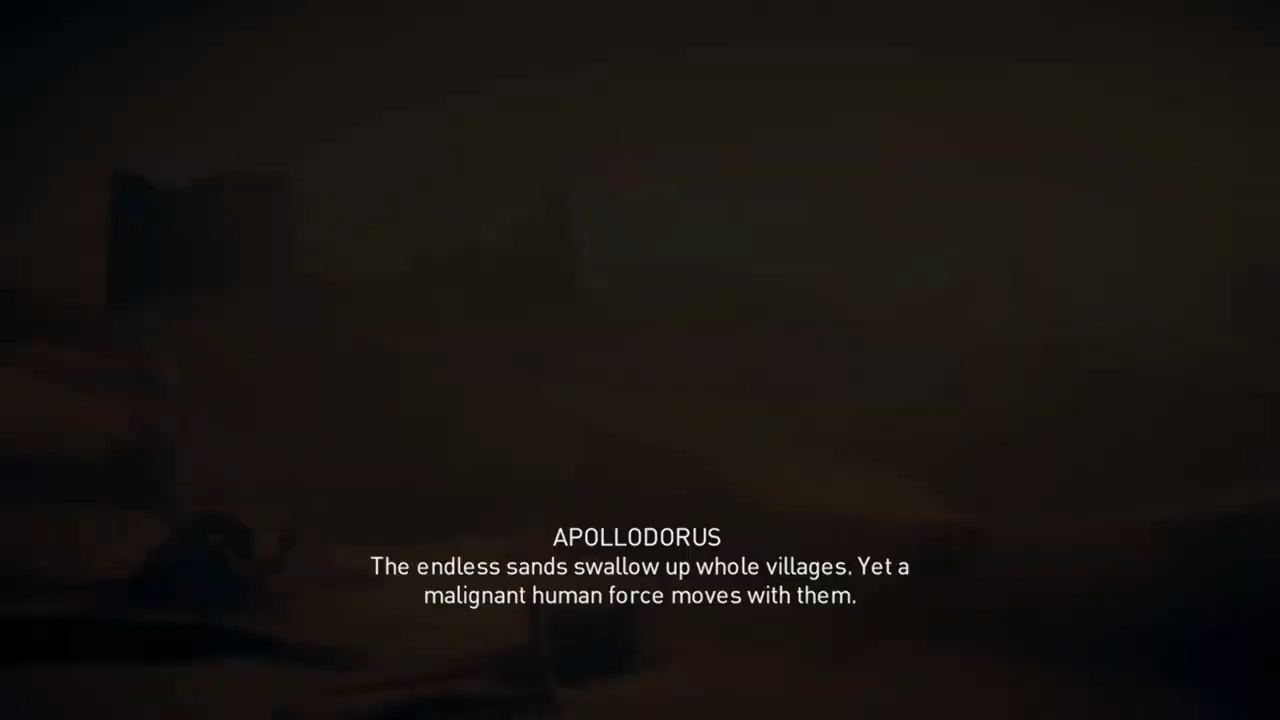 APOLLODORUS
The endless sands swallow up whole villages. Yet a
malignant human force moves with them.